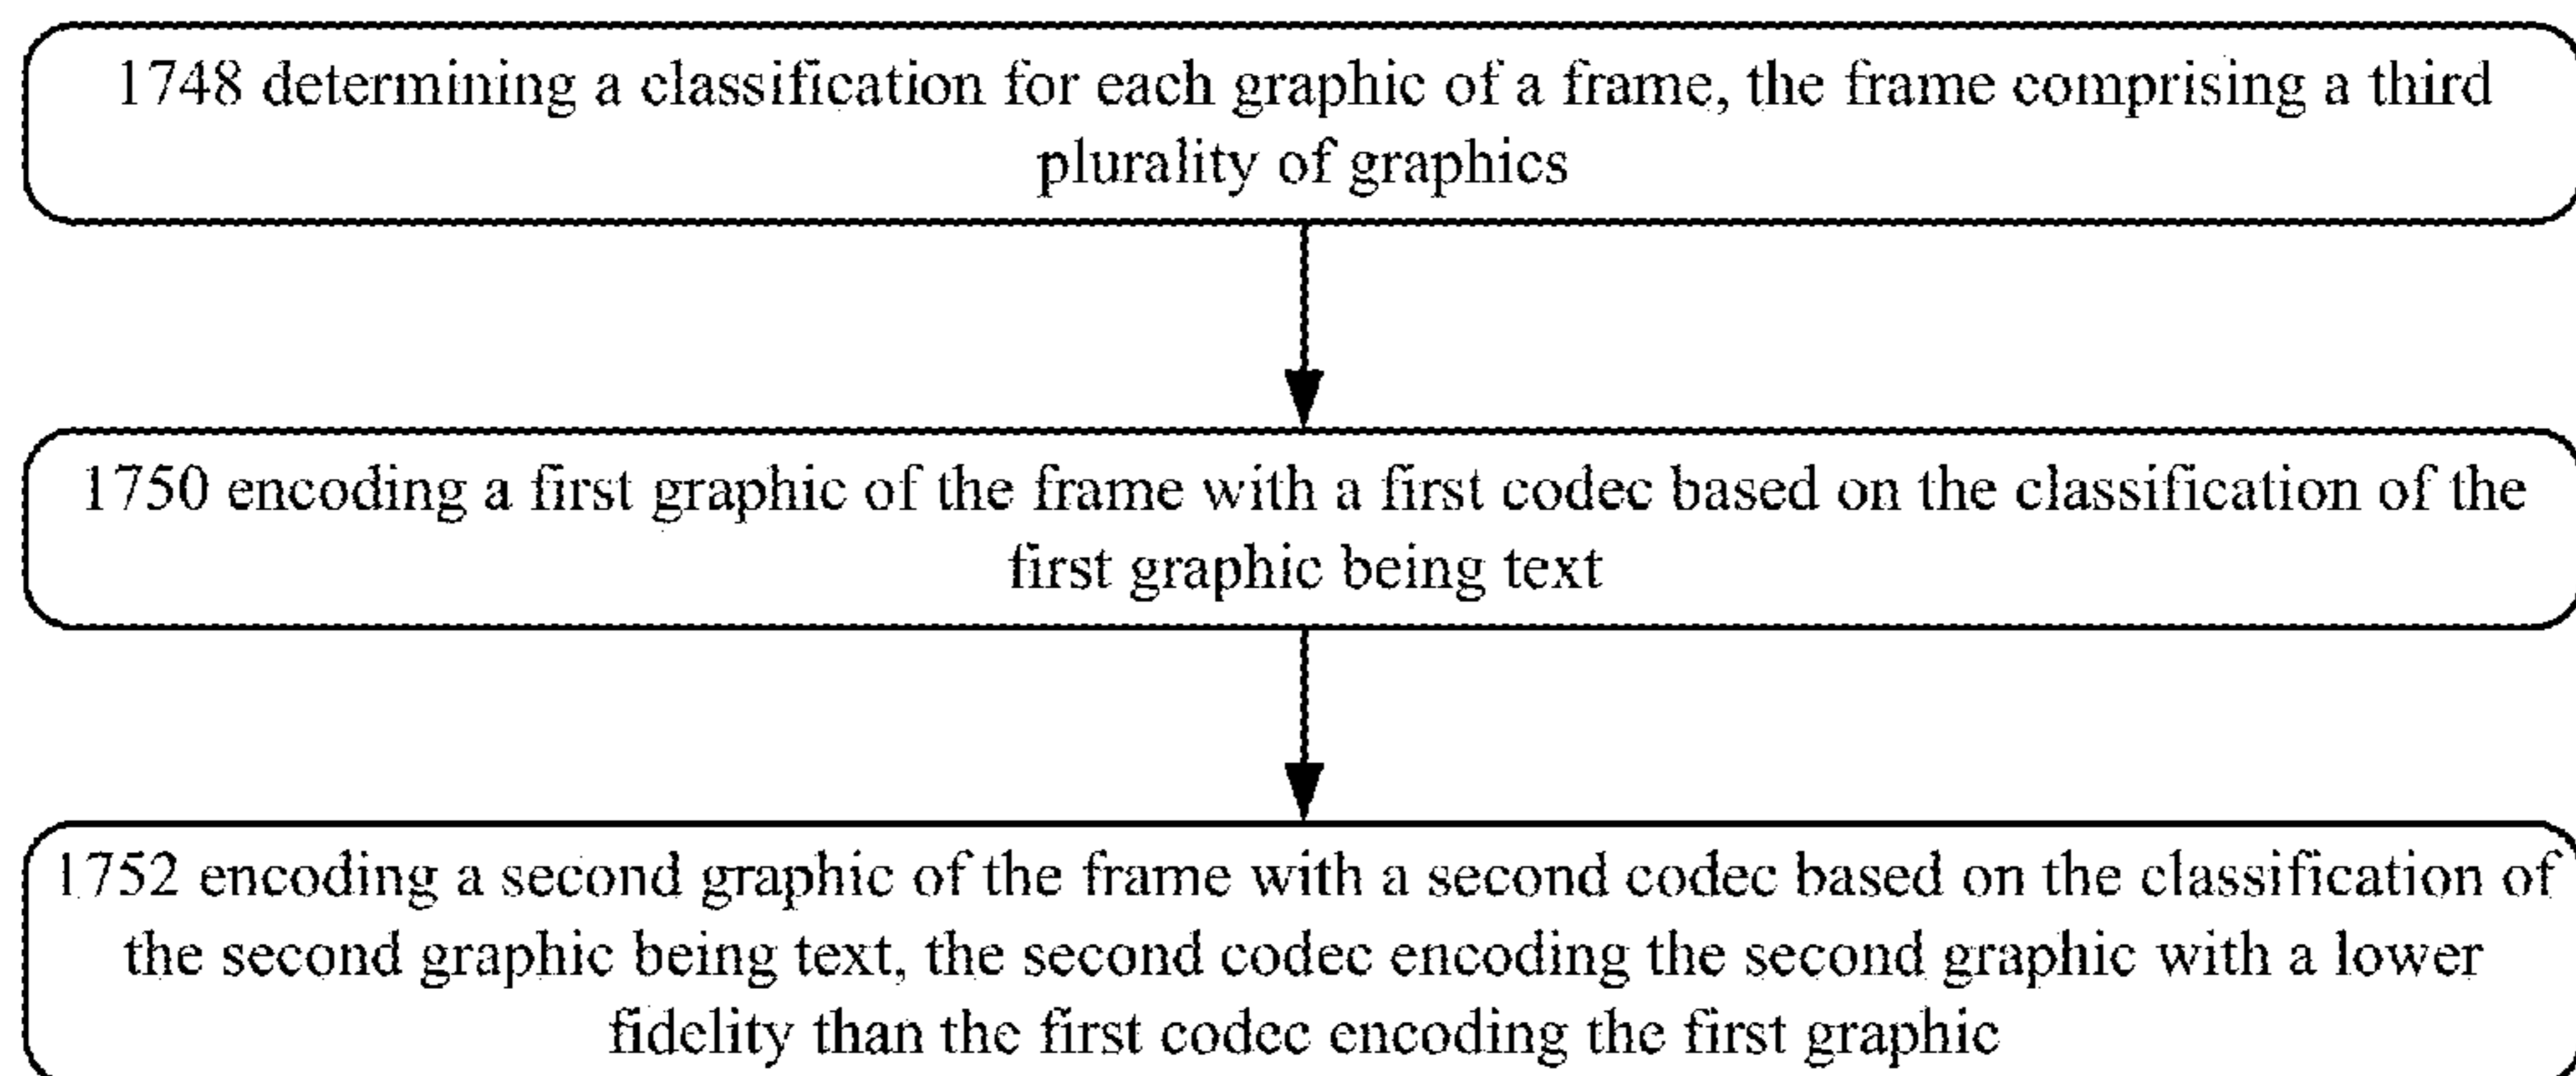 1748 determining a classification for each graphic of a frame, the frame comprising a third
plurality of graphics
1750 encoding a first graphic of the frame with a first codec based on the classification of the
first graphic being text
1752 encoding a second graphic of the frame with a second codec based on the classification of
the second graphic being text, the second codec encoding the second graphic with a lower
fidelity than the first codec encoding the first graphic